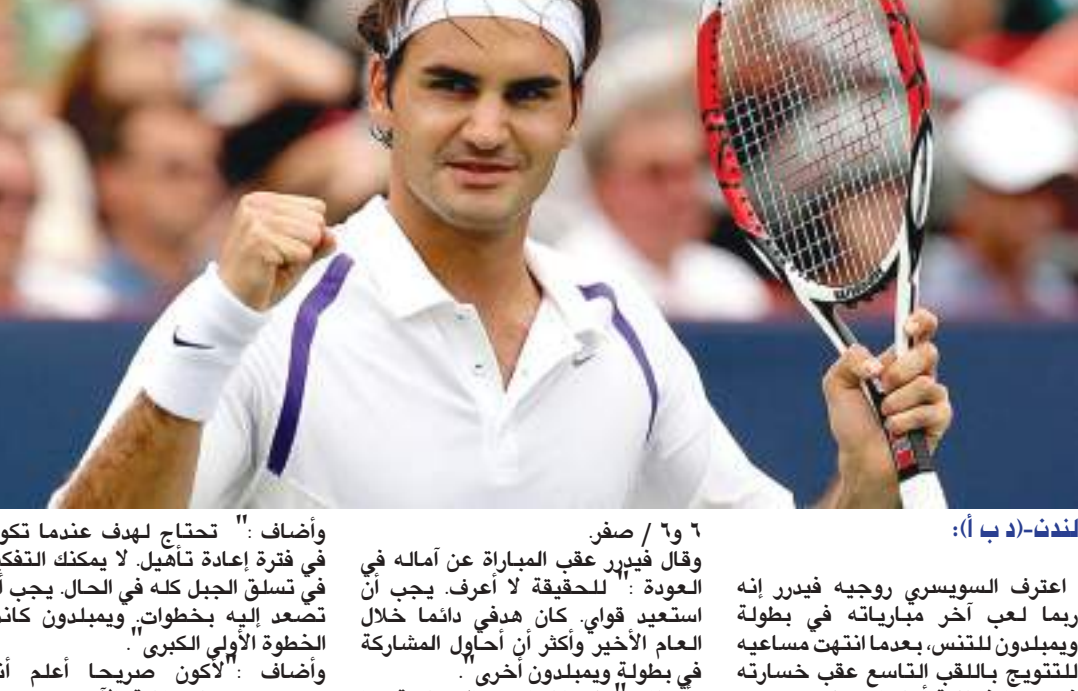 لندن-(د ب أ):
اعترف السويسري روجيه فيدرر إنه
ربما لعب آخر مبارياته في بطولة
ويمبلدون للتنس، بعدما انتهت مساعيه
للتتويج باللقب التاسع عقب خسارته
٦ و٦ / صفر.
وقال فيدرر عقب المباراة عن آماله في
العودة :" للحقيقة لا أعرف. يجب أن
استعيد قواي. كان هدفي دائما خلال
العام الأخير وأكثر أن أحاول المشاركة
في بطولة ويمبلدون أخرى".
وأضاف :" تحتاج لهدف عندما تكو
في فترة إعادة تأهيل. لا يمكنك التفك
في تسلق الجبل كله في الحال. يجب أ
تصعد إليه بخطوات. ويمبلدون كان
الخطوة الأولى الكبرى".
وأضاف :"لأكون صريحا أعلم أن